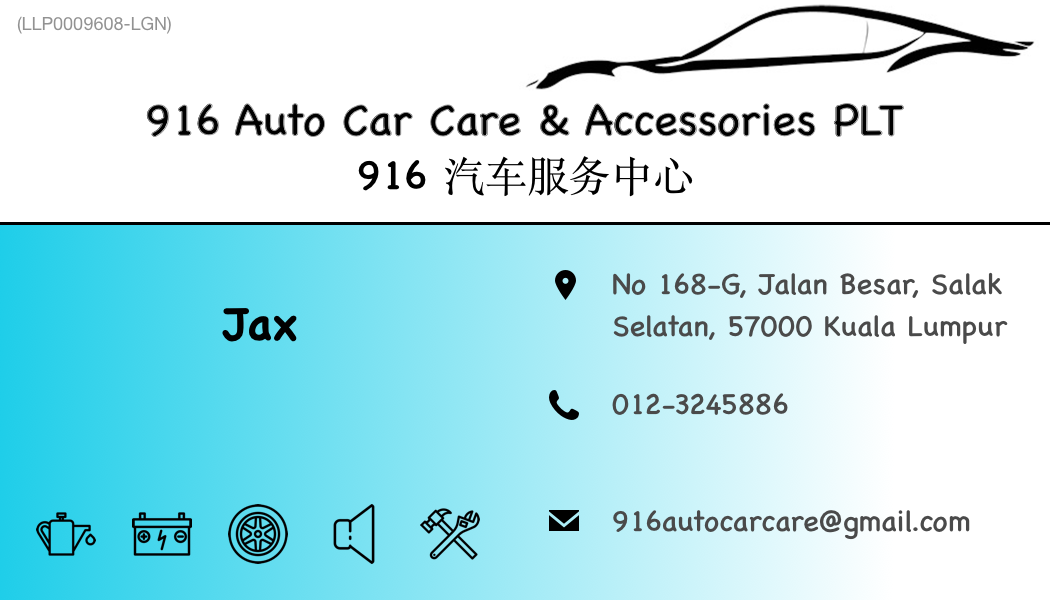 (LLP0009608-LGN)
916 Auto Car Care & Accessories PLT
916 汽车服务中心
Jax
No 168-G, Jalan Besar, Salak
Selatan, 57000 Kuala Lumpur
012-3245886
916autocarcare@gmail.com